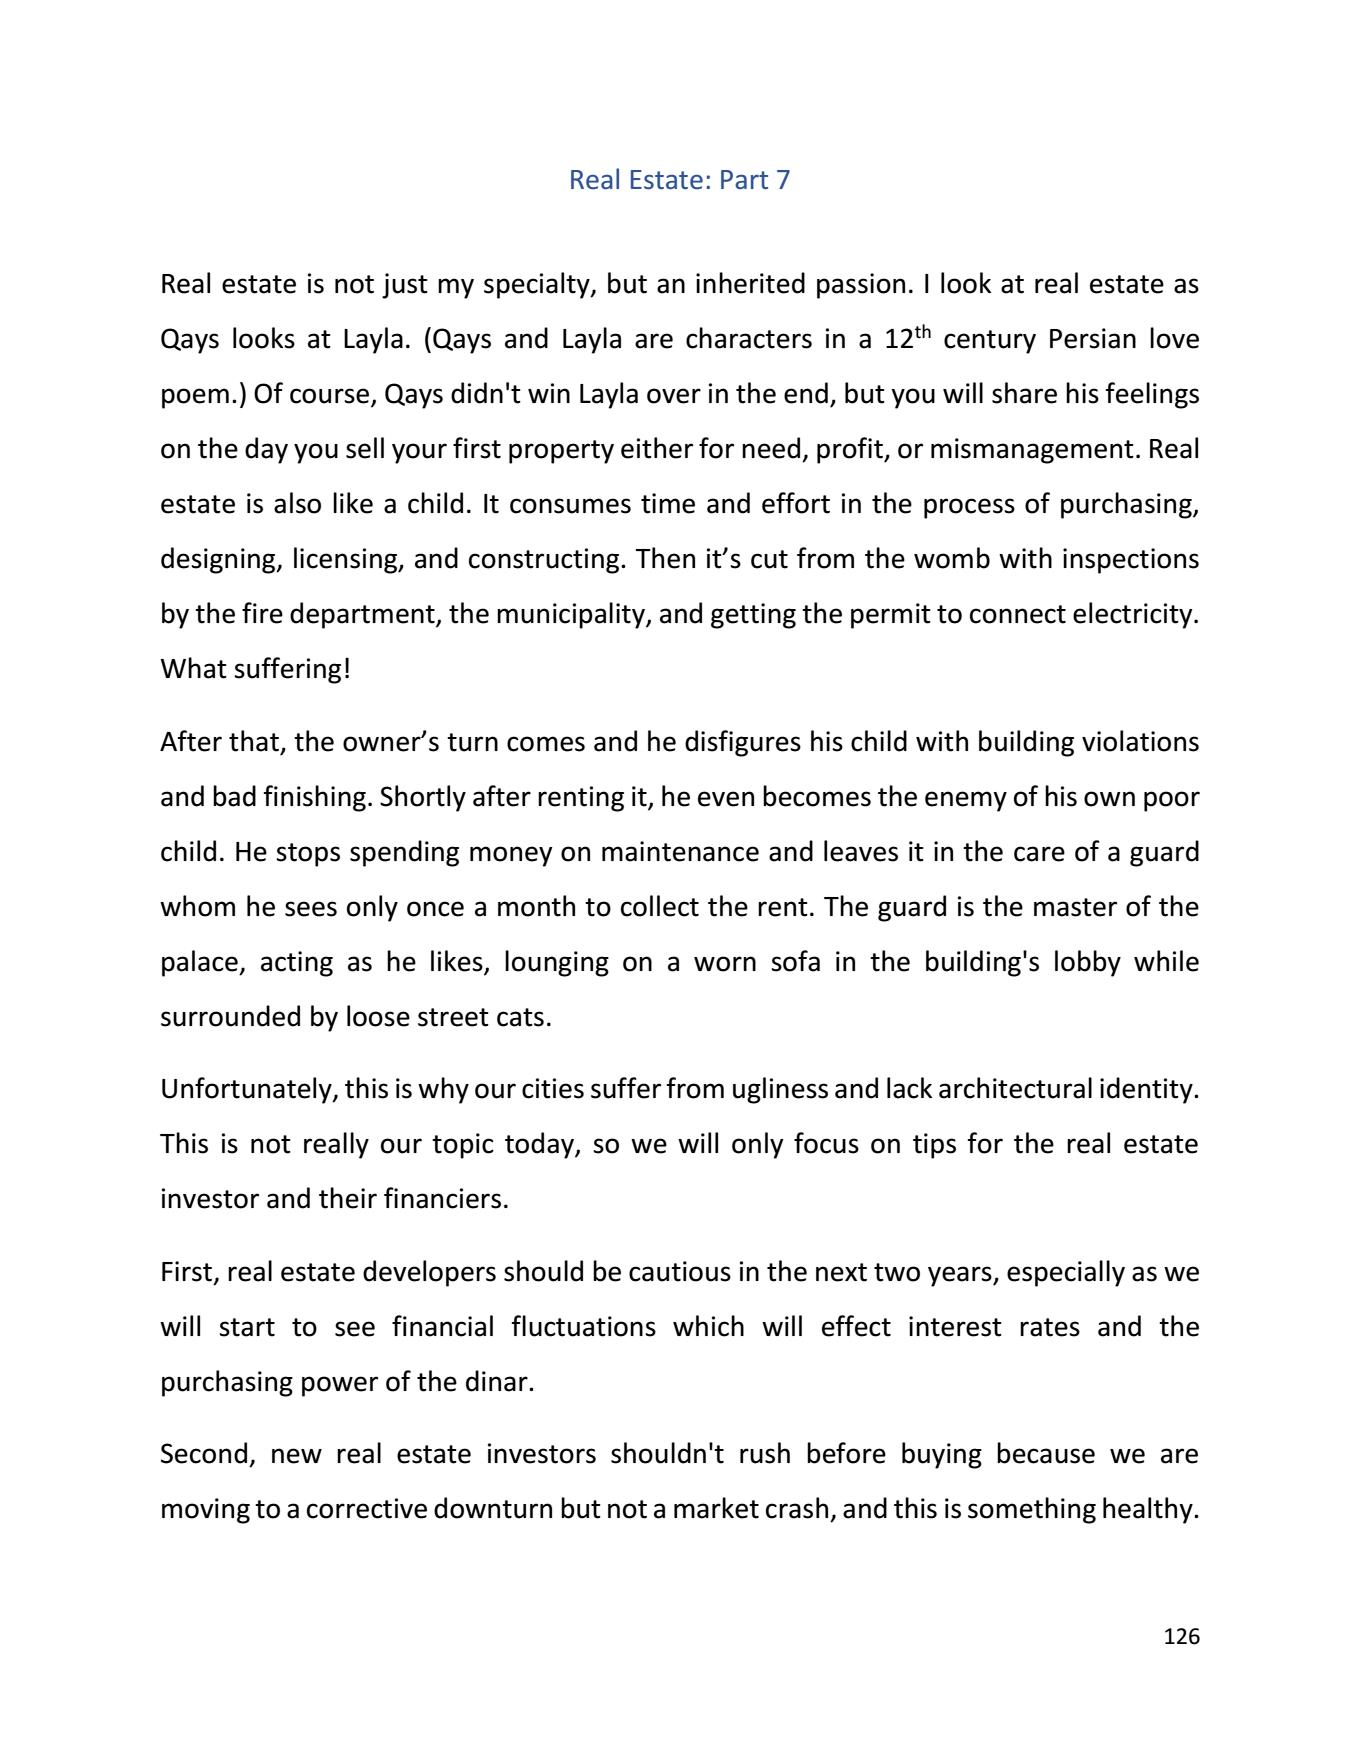 Real Estate: Part 7
Real estate is not just my specialty, but an inherited passion. I look at real estate as
Qays looks at Layla. (Qays and Layla are characters in a 12th century Persian love
poem.) Of course, Qays didn't win Layla over in the end, but you will share his feelings
on the day you sell your first property either for need, profit, or mismanagement. Real
estate is also like a child. It consumes time and effort in the process of purchasing,
designing, licensing, and constructing. Then it’s cut from the womb with inspections
by the fire department, the municipality, and getting the permit to connect electricity.
What suffering!
After that, the owner’s turn comes and he disfigures his child with building violations
and bad finishing. Shortly after renting it, he even becomes the enemy of his own poor
child. He stops spending money on maintenance and leaves it in the care of a guard
whom he sees only once a month to collect the rent. The guard is the master of the
palace, acting as he likes, lounging on a worn sofa in the building's lobby while
surrounded by loose street cats.
Unfortunately, this is why our cities suffer from ugliness and lack architectural identity.
This is not really our topic today, so we will only focus on tips for the real estate
investor and their financiers.
First, real estate developers should be cautious in the next two years, especially as we
will start to see financial fluctuations which will effect interest rates and the
purchasing power of the dinar.
Second, new real estate investors shouldn't rush before buying because we are
moving to a corrective downturn but not a market crash, and this is something healthy.
126